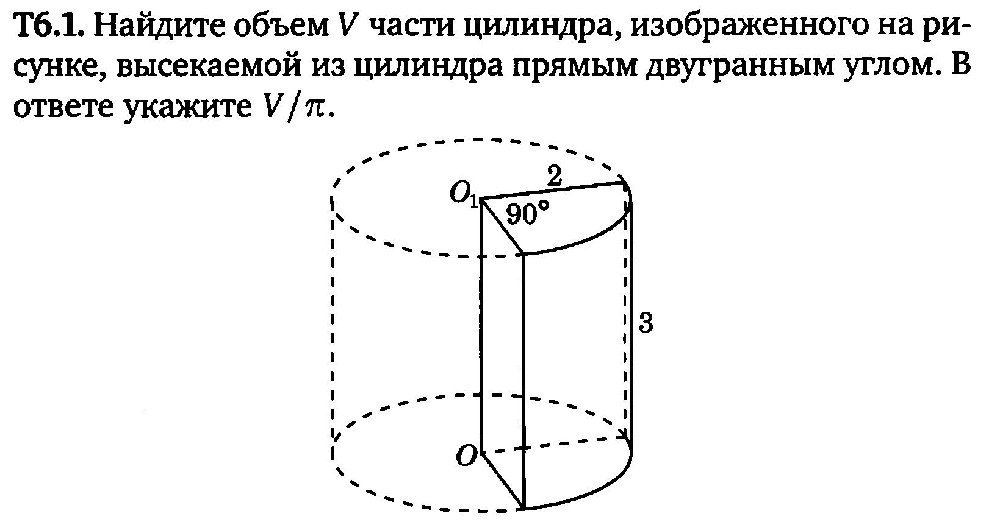 Т6.1. Найдите объем V части цилиндра, изображенного на ри-
сунке, высекаемой из цилиндра прямым двугранным углом. В
ответе укажите V/π.
2
O₁
90°
3
O